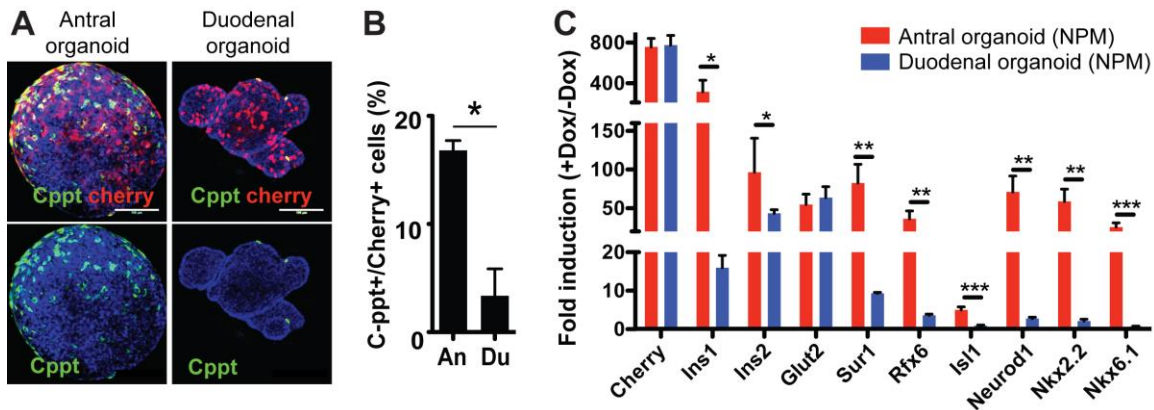 A
Antral
organoid
Duodenal
organoid
Cppt cherry
Cppt cherry
Cppt
Cppt
B
C-ppt+/Cherry+ cells (%)
20
10
0
*
An Du
C
Fold induction (+Dox/-Dox)
800
400
150
100
50
20
10
0
Antral organoid (NPM)
Duodenal organoid (NPM)
*
*
**
**
***
**
**
***
Cherry
Ins1
Ins2
Glut2
Sur1
Rfx6
Isl1
Neurod1
Nkx2.2
Nkx6.1